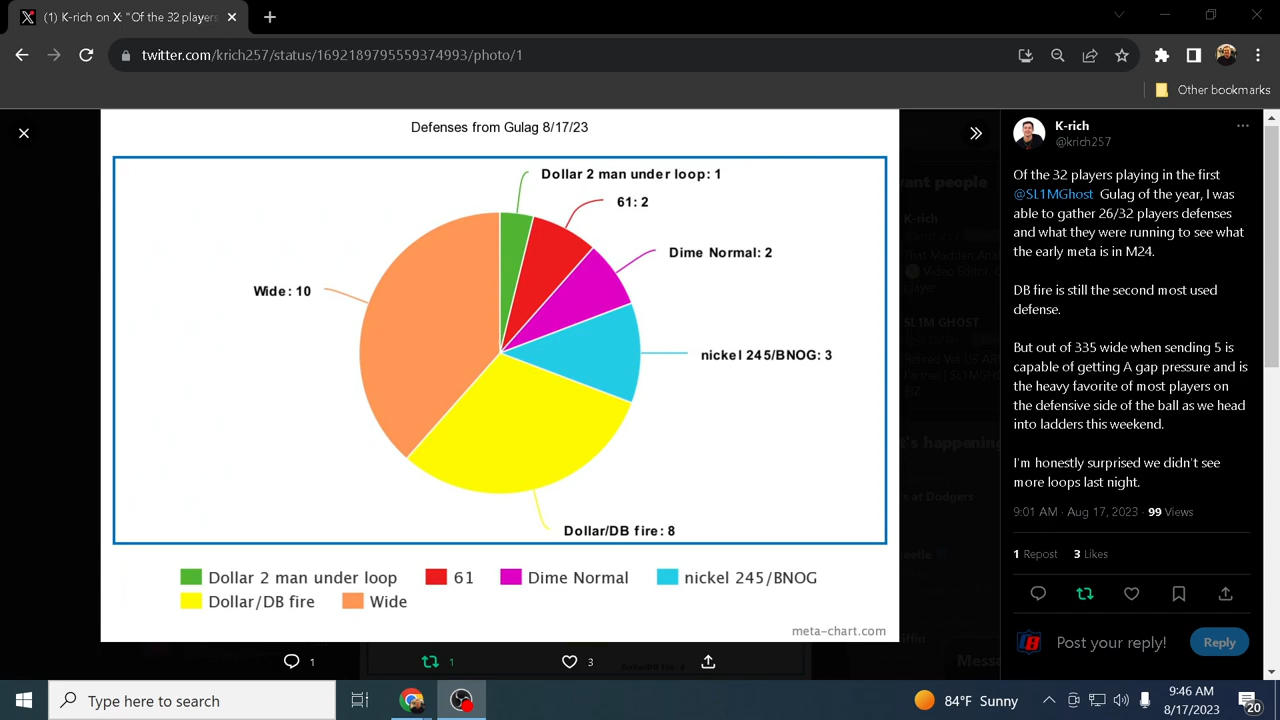 (1) K-rich on X: "Of the 32 players
twitter.com/krich257/status/1692189795559374993/photo/1
Other bookmarks
Defenses from Gulag 8/17/23
Dollar 2 man under loop: 1
61: 2
Dime Normal: 2
Wide: 10
nickel 245/BNOG: 3
Dollar/DB fire: 8
Dollar 2 man under loop
61
Dime Normal
nickel 245/BNOG
Dollar/DB fire
Wide
meta-chart.com
1
1
3
want people
K-rich
SL1M GHOST
K-rich
@krich257
Of the 32 players playing in the first
@SL1MGhost Gulag of the year, I was
able to gather 26/32 players defenses
and what they were running to see what
the early meta is in M24.
DB fire is still the second most used
defense.
But out of 335 wide when sending 5 is
capable of getting A gap pressure and is
the heavy favorite of most players on
the defensive side of the ball as we head
into ladders this weekend.
I'm honestly surprised we didn't see
more loops last night.
9:01 AM · Aug 17, 2023 · 99 Views
1 Repost 3 Likes
Post your reply!
Reply
Type here to search
84°F Sunny
9:46 AM
8/17/2023
20